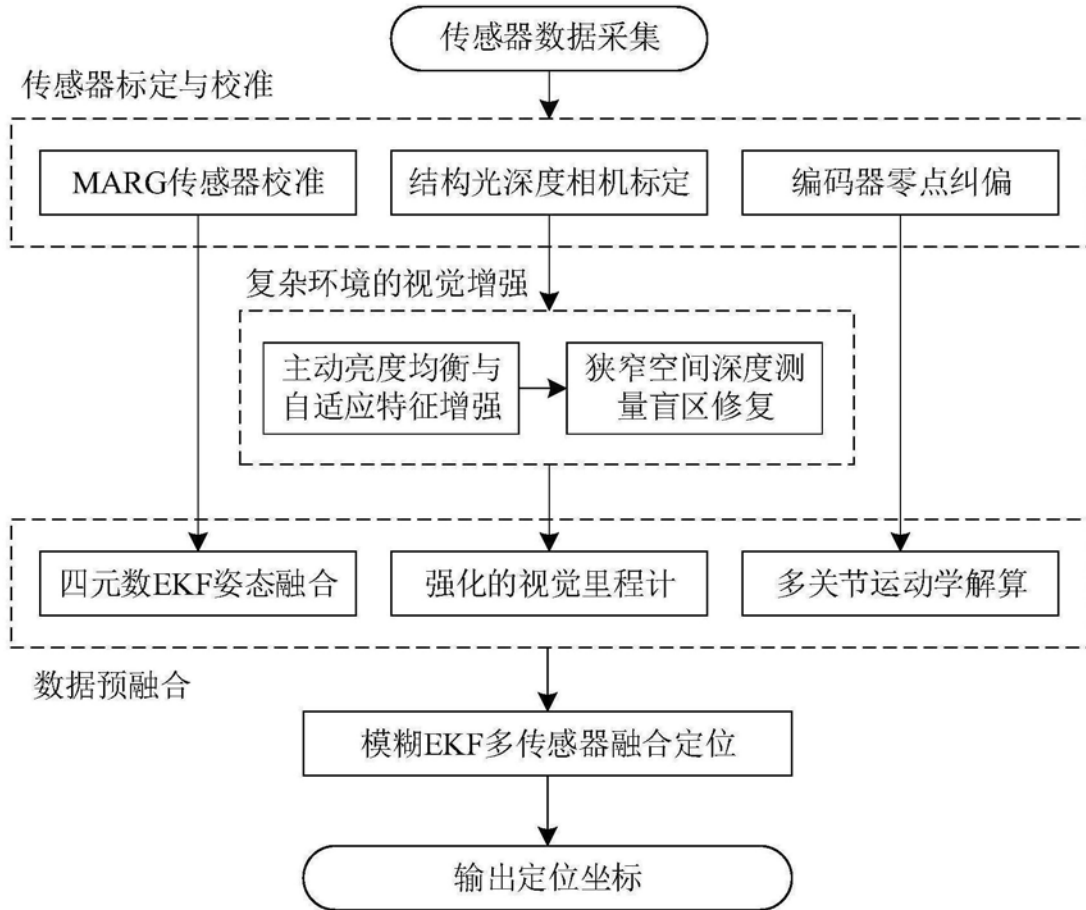 传感器数据采集
传感器标定与校准
MARG传感器校准
结构光深度相机标定
编码器零点纠偏
复杂环境的视觉增强
主动亮度均衡与
自适应特征增强
狭窄空间深度测
量盲区修复
四元数EKF姿态融合
强化的视觉里程计
多关节运动学解算
数据预融合
模糊EKF多传感器融合定位
输出定位坐标